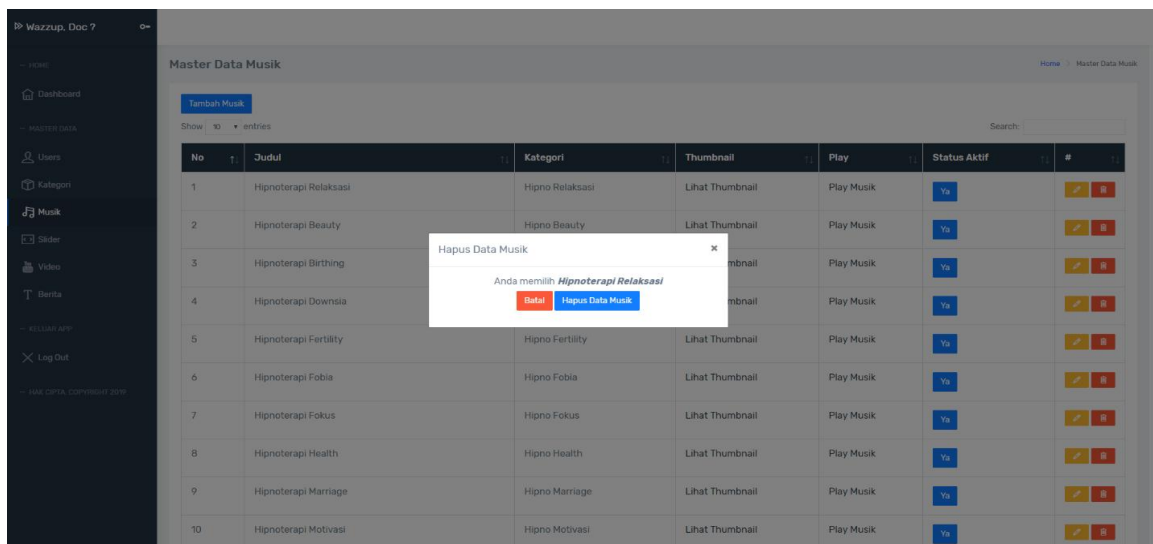 Wazzup, Doc ?
— HOME
Dashboard
— MASTER DATA
Users
Kategori
Musik
Slider
Video
Berita
— KELUAR APP
Log Out
— HAK CIPTA, COPYRIGHT 2019
Master Data Musik
Home > Master Data Musik
Tambah Musik
Show 10 entries
Search:
No Judul Kategori Thumbnail Play Status Aktif #
1 Hipnoterapi Relaksasi Hipno Relaksasi Lihat Thumbnail Play Musik Ya
2 Hipnoterapi Beauty Hipno Beauty Lihat Thumbnail Play Musik Ya
3 Hipnoterapi Birthing mbnail Play Musik Ya
4 Hipnoterapi Downsia mbnail Play Musik Ya
5 Hipnoterapi Fertility Hipno Fertility Lihat Thumbnail Play Musik Ya
6 Hipnoterapi Fobia Hipno Fobia Lihat Thumbnail Play Musik Ya
7 Hipnoterapi Fokus Hipno Fokus Lihat Thumbnail Play Musik Ya
8 Hipnoterapi Health Hipno Health Lihat Thumbnail Play Musik Ya
9 Hipnoterapi Marriage Hipno Marriage Lihat Thumbnail Play Musik Ya
10 Hipnoterapi Motivasi Hipno Motivasi Lihat Thumbnail Play Musik Ya
Hapus Data Musik ×
Anda memilih Hipnoterapi Relaksasi
Batal Hapus Data Musik